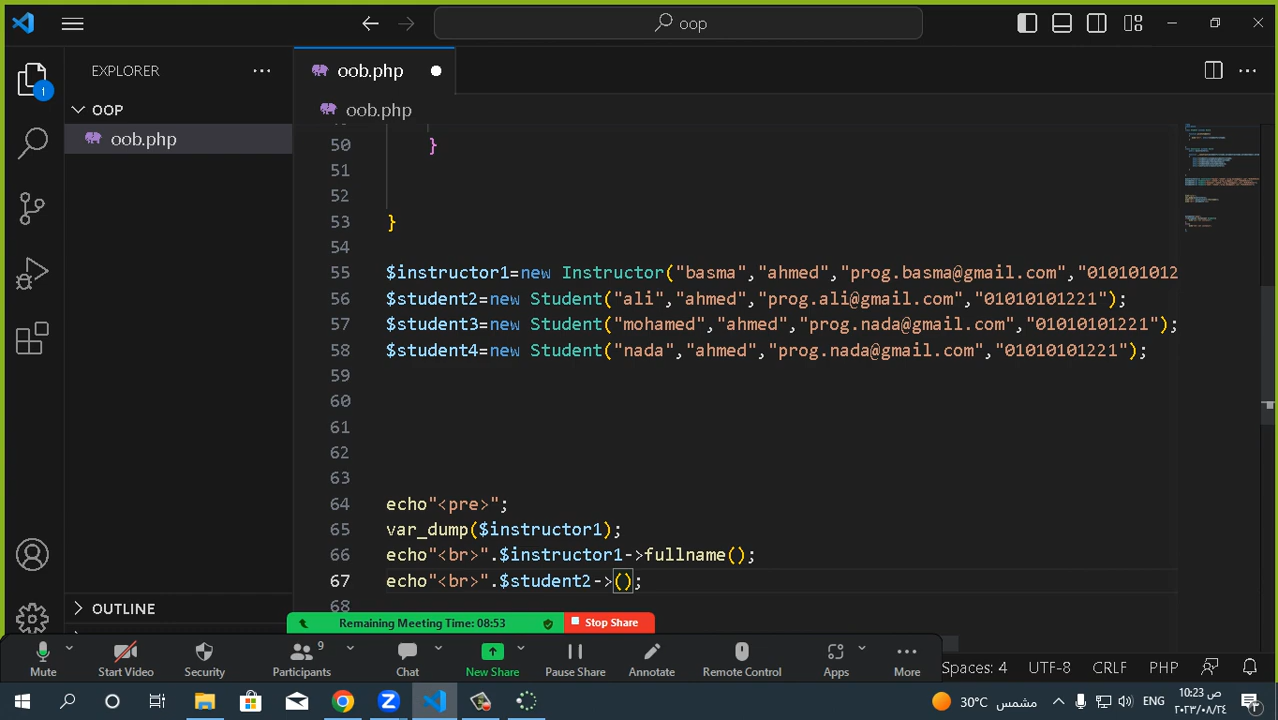 oop
EXPLORER
oob.php
OOP
oob.php
oob.php
50 }
51
52
53 }
54
55 $instructor1=new Instructor("basma","ahmed","prog.basma@gmail.com","010101012
56 $student2=new Student("ali","ahmed","prog.ali@gmail.com","01010101221");
57 $student3=new Student("mohamed","ahmed","prog.nada@gmail.com","01010101221");
58 $student4=new Student("nada","ahmed","prog.nada@gmail.com","01010101221");
59
60
61
62
63
64 echo"<pre>";
65 var_dump($instructor1);
66 echo"<br>".$instructor1->fullname();
67 echo"<br>".$student2->();
68
1
OUTLINE
Remaining Meeting Time: 08:53 Stop Share
Mute Start Video Security Participants 9 Chat New Share Pause Share Annotate Remote Control Apps More
Spaces: 4 UTF-8 CRLF PHP
30°C مشمس ENG 10:23 ص
٢٠٢٣/٠٨/٢٤